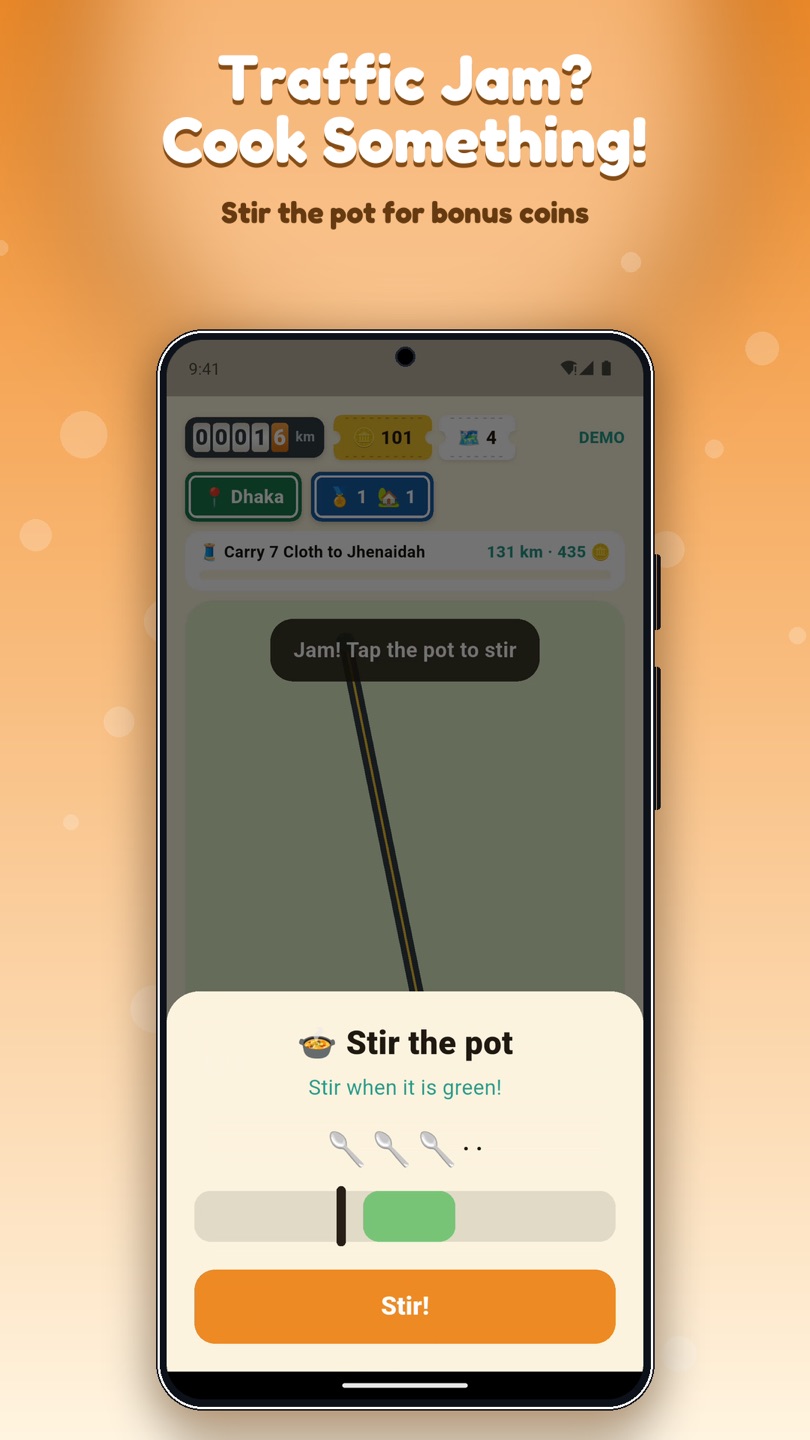 Traffic Jam?
Cook Something!
Stir the pot for bonus coins
9:41
00016 km 101 4 DEMO
Dhaka 1 1
Carry 7 Cloth to Jhenaidah 131 km · 435
Jam! Tap the pot to stir
Stir the pot
Stir when it is green!
Stir!